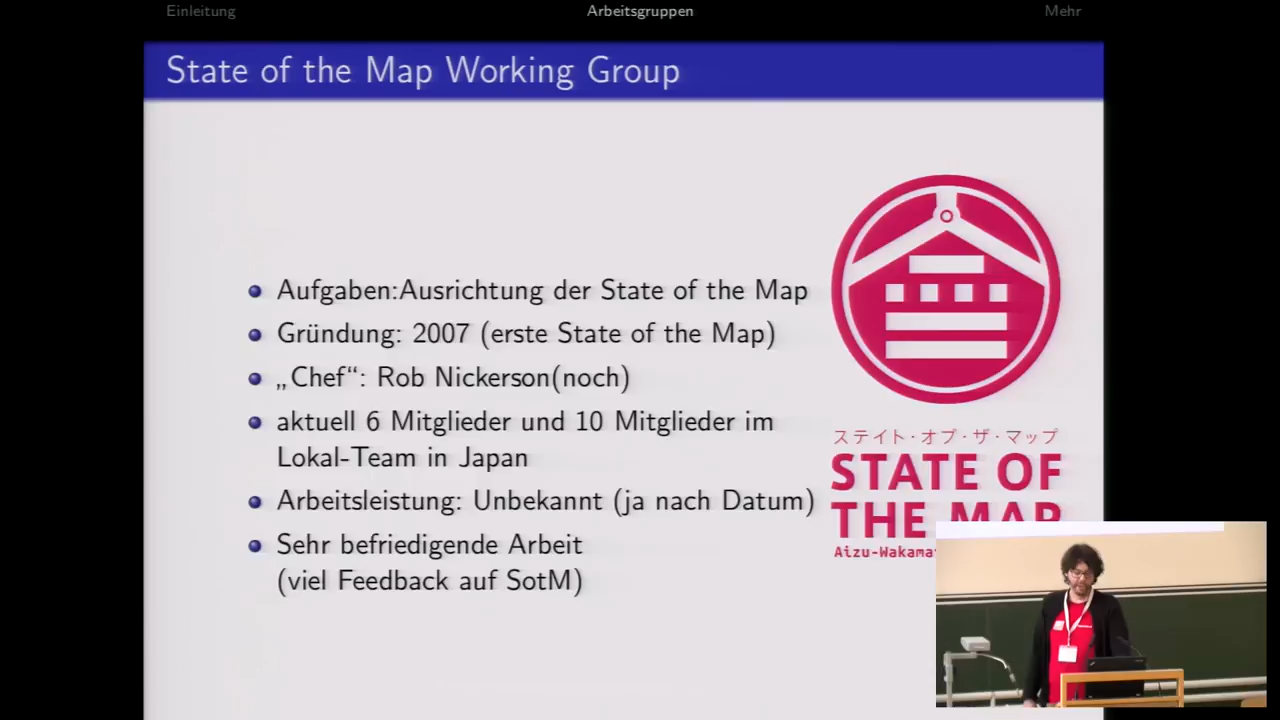 Einleitung
Arbeitsgruppen
Mehr
State of the Map Working Group
Aufgaben:Ausrichtung der State of the Map
Gründung: 2007 (erste State of the Map)
„Chef“: Rob Nickerson(noch)
aktuell 6 Mitglieder und 10 Mitglieder im
Lokal-Team in Japan
Arbeitsleistung: Unbekannt (ja nach Datum)
Sehr befriedigende Arbeit
(viel Feedback auf SotM)
ステイト・オブ・ザ・マップ
STATE OF
THE MAP